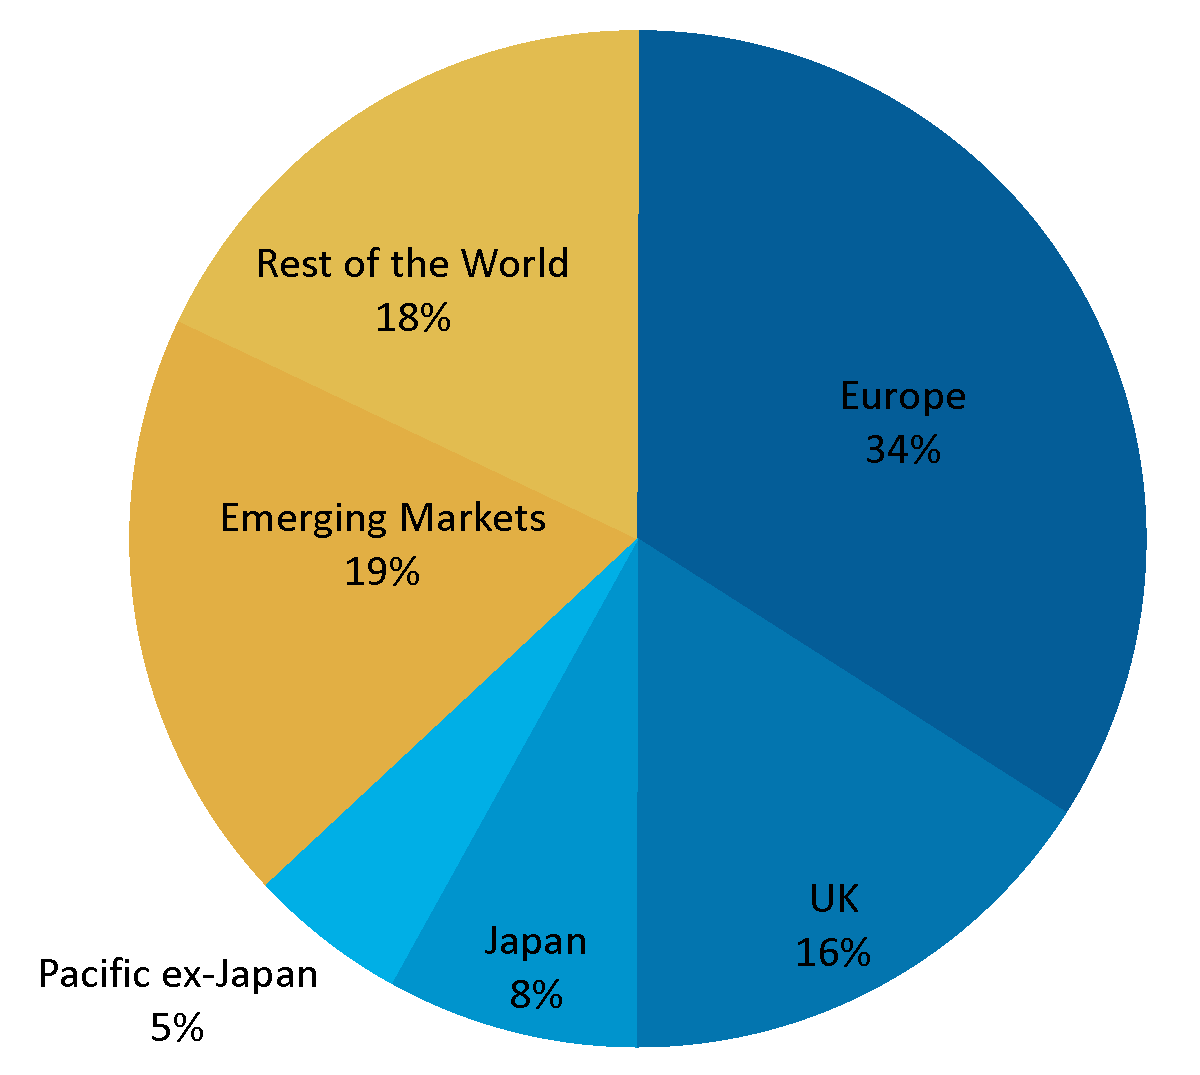 Rest of the World
18%
Europe
34%
Emerging Markets
19%
UK
16%
Japan
8%
Pacific ex-Japan
5%